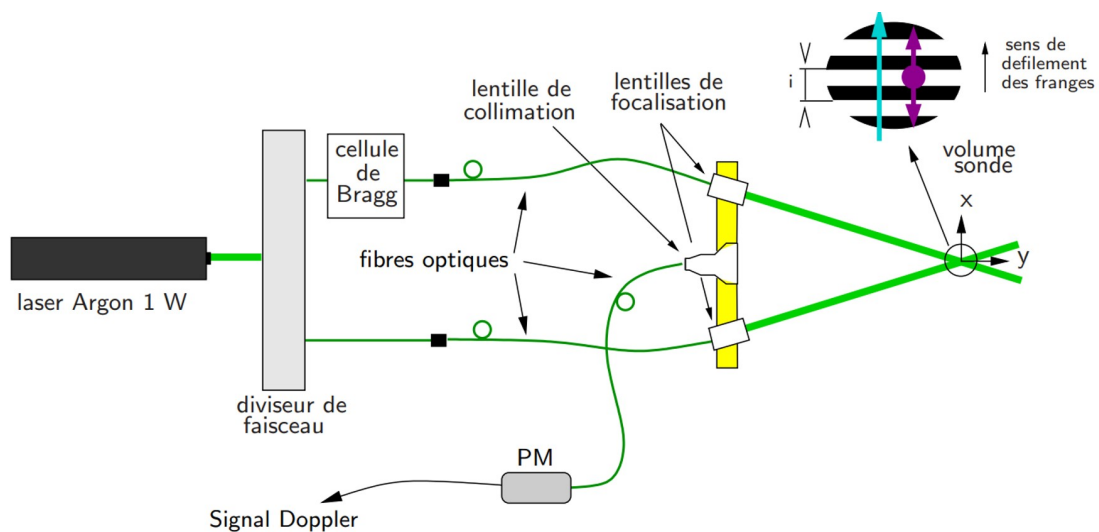 sens de
defilement
des franges
i
lentille de
collimation
lentilles de
focalisation
cellule
de
Bragg
volume
sonde
x
y
fibres optiques
laser Argon 1 W
diviseur de
faisceau
PM
Signal Doppler